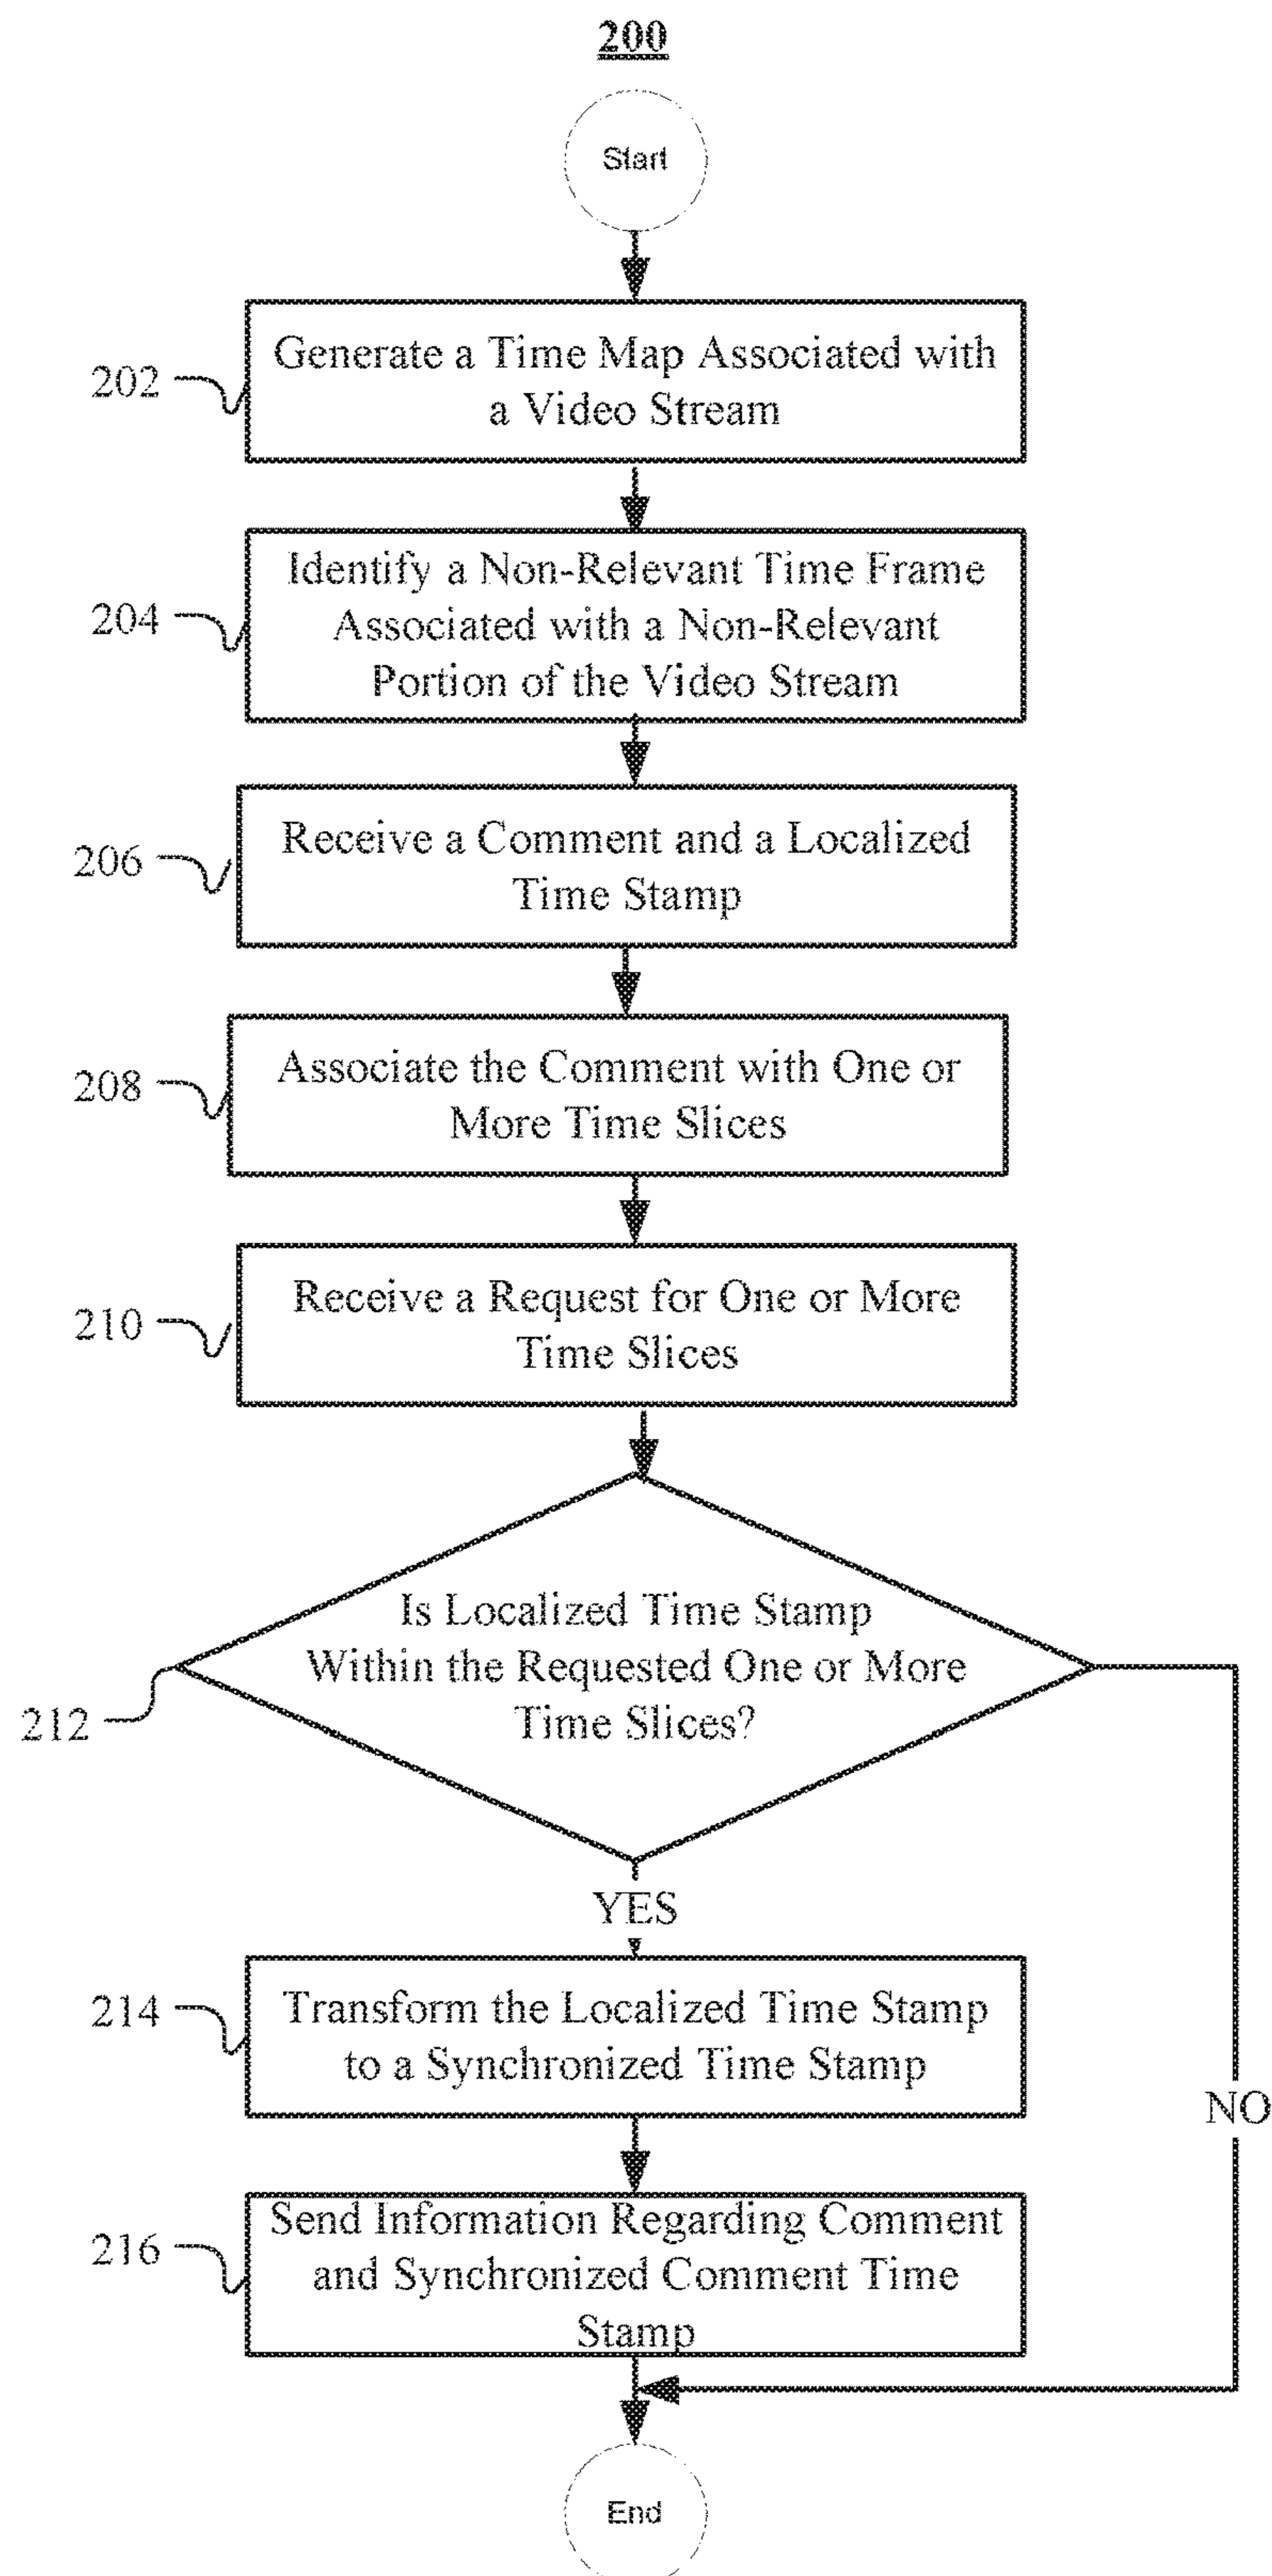 200
Start
202
Generate a Time Map Associated with
a Video Stream
204
Identify a Non-Relevant Time Frame
Associated with a Non-Relevant
Portion of the Video Stream
206
Receive a Comment and a Localized
Time Stamp
208
Associate the Comment with One or
More Time Slices
210
Receive a Request for One or More
Time Slices
212
Is Localized Time Stamp
Within the Requested One or More
Time Slices?
YES
214
Transform the Localized Time Stamp
to a Synchronized Time Stamp
NO
216
Send Information Regarding Comment
and Synchronized Comment Time
Stamp
End